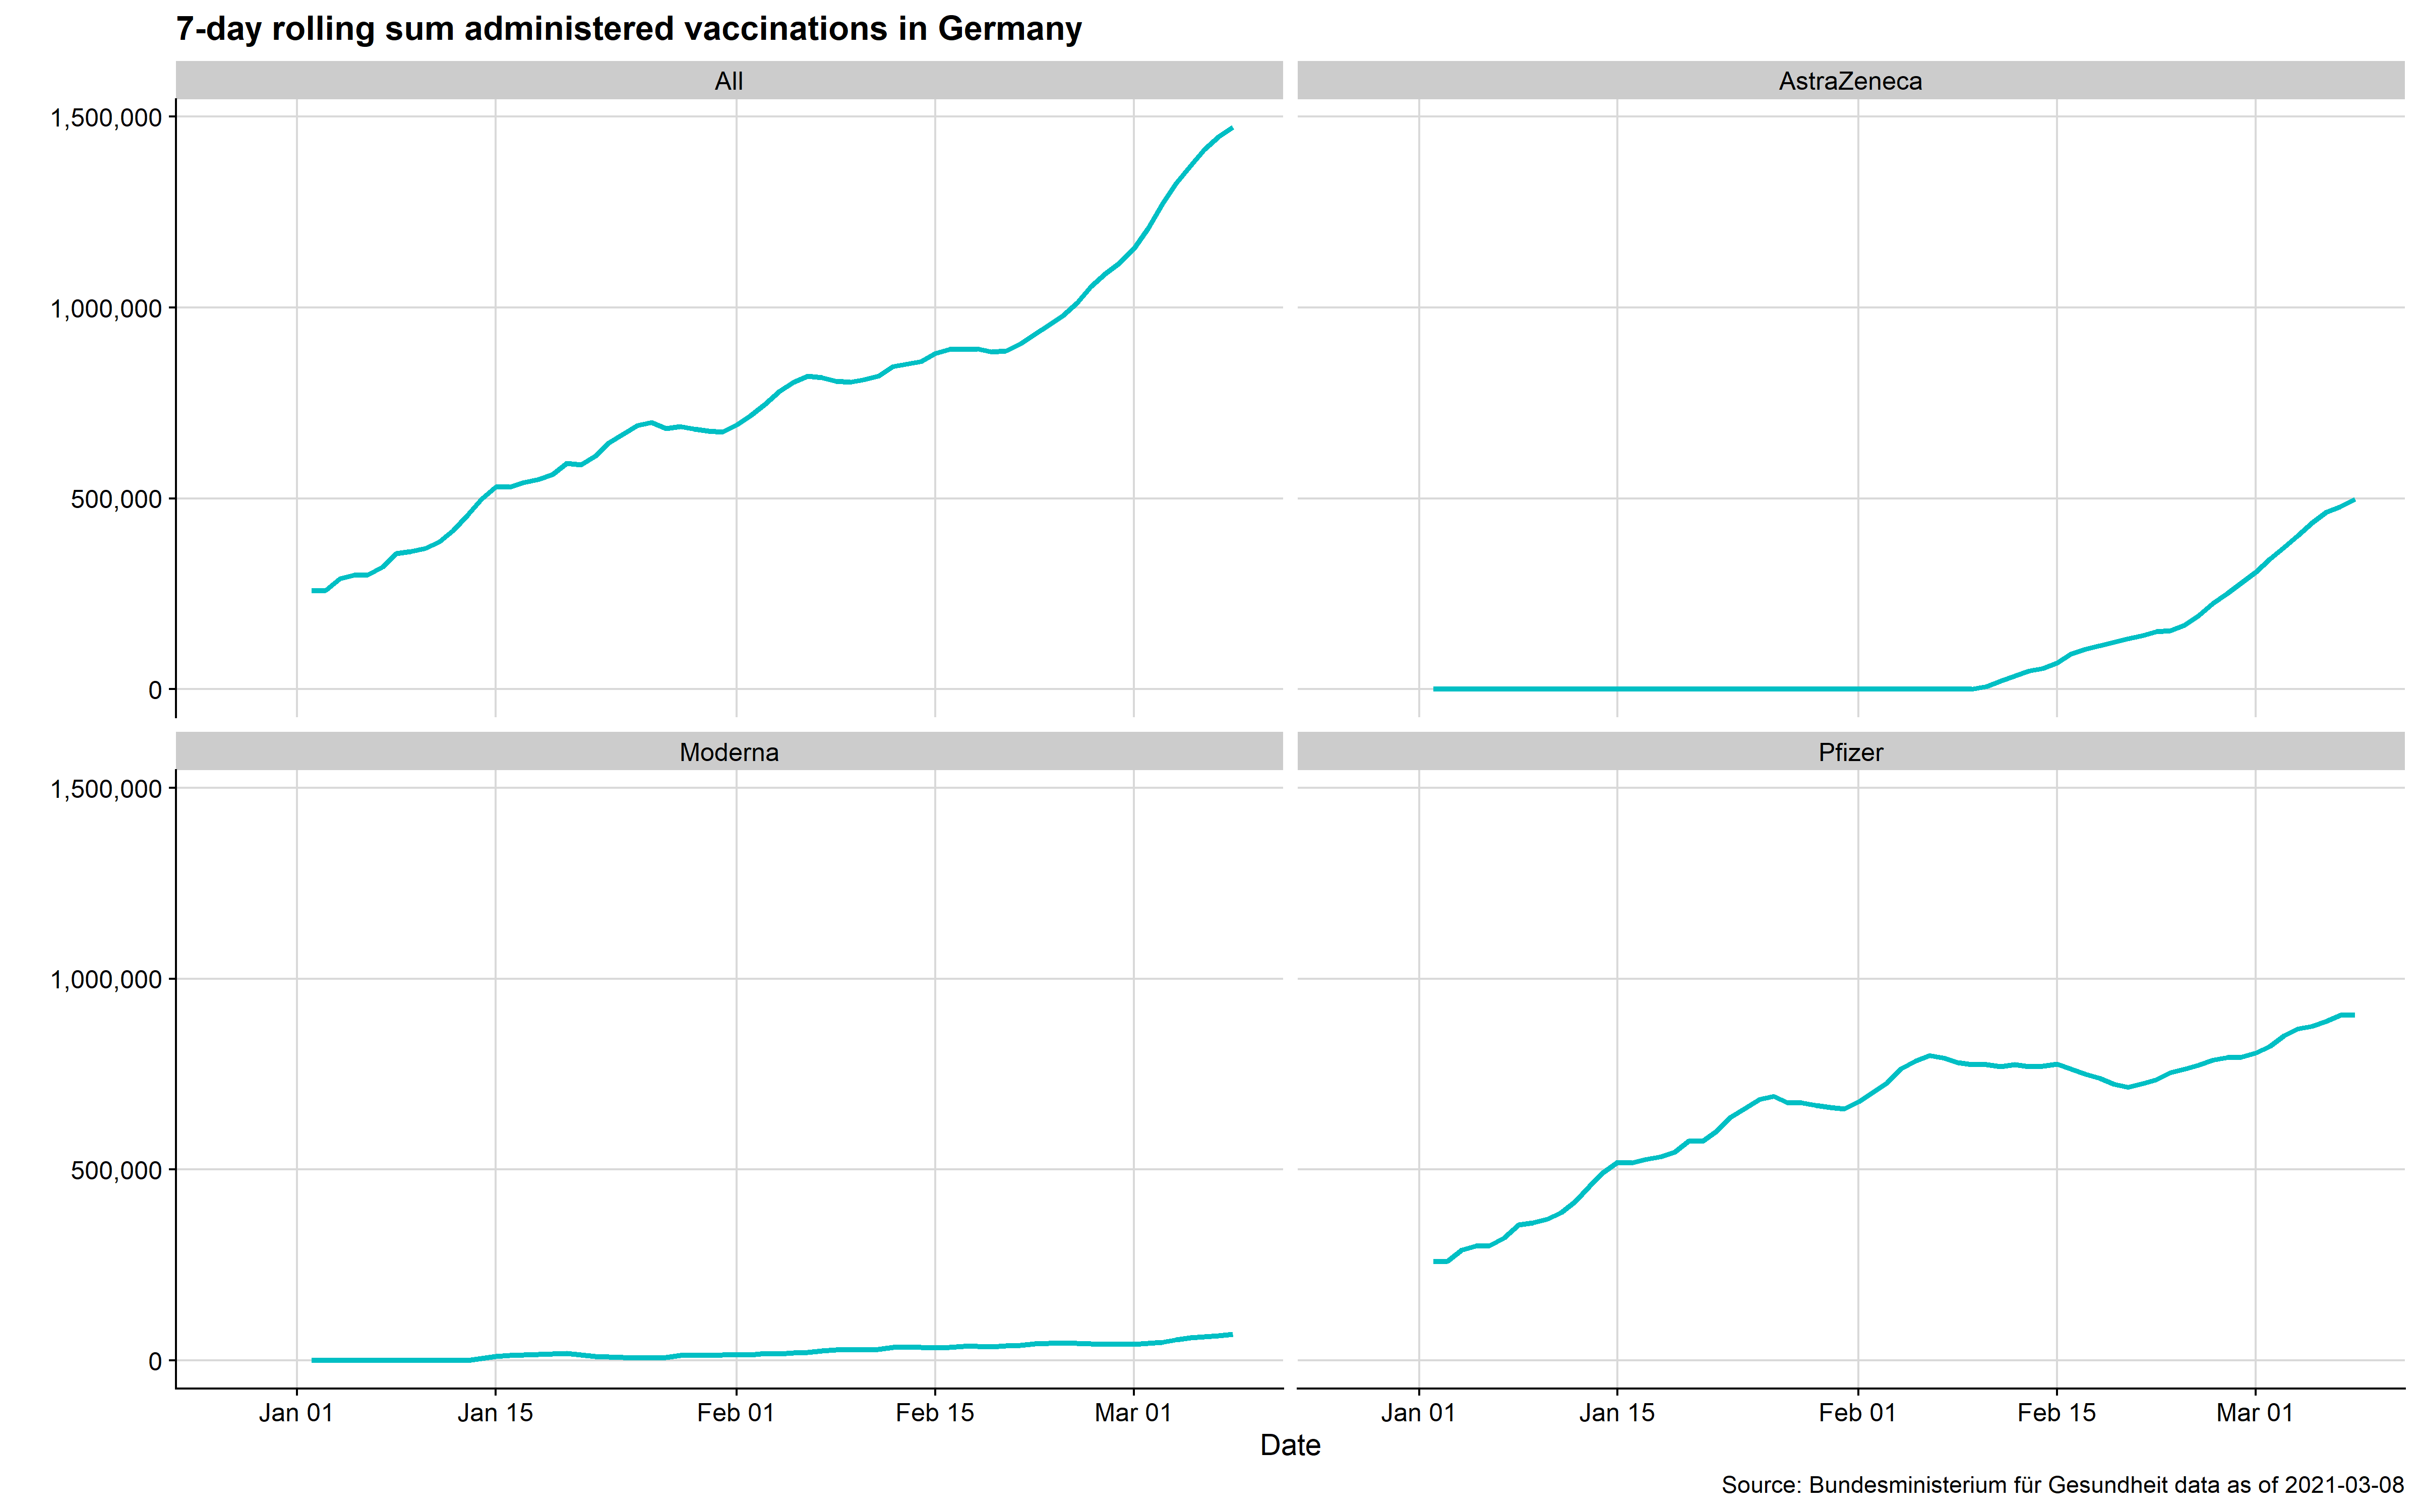 7-day rolling sum administered vaccinations in Germany
All
AstraZeneca
1,500,000
1,000,000
500,000
0
Moderna
Pfizer
1,500,000
1,000,000
500,000
0
Jan 01
Jan 15
Feb 01
Feb 15
Mar 01
Jan 01
Jan 15
Feb 01
Feb 15
Mar 01
Date
Source: Bundesministerium für Gesundheit data as of 2021-03-08